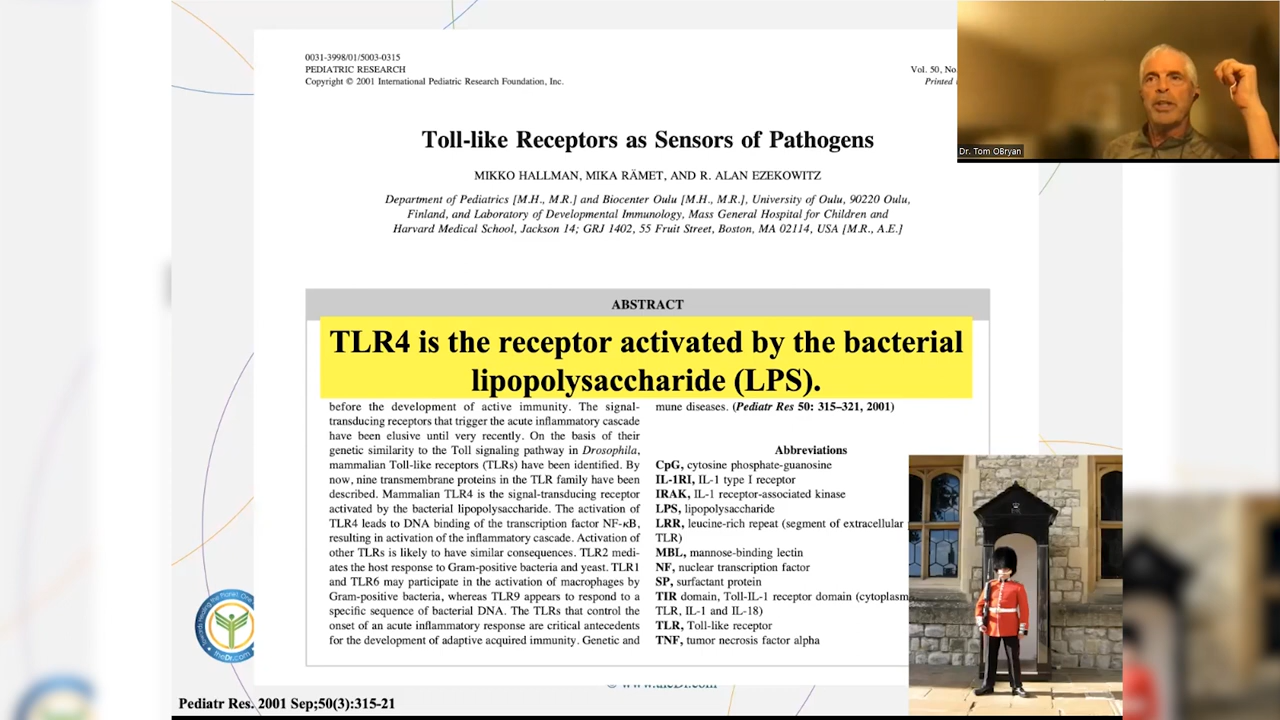 0031-3998/01/5003-0315
PEDIATRIC RESEARCH
Copyright © 2001 International Pediatric Research Foundation, Inc.
Vol. 50, No.
Printed
Dr. Tom OBryan
Toll-like Receptors as Sensors of Pathogens
MIKKO HALLMAN, MIKA RÄMET, AND R. ALAN EZEKOWITZ
Department of Pediatrics [M.H., M.R.] and Biocenter Oulu [M.H., M.R.], University of Oulu, 90220 Oulu,
Finland, and Laboratory of Developmental Immunology, Mass General Hospital for Children and
Harvard Medical School, Jackson 14; GRJ 1402, 55 Fruit Street, Boston, MA 02114, USA [M.R., A.E.]
ABSTRACT
TLR4 is the receptor activated by the bacterial
lipopolysaccharide (LPS).
before the development of active immunity. The signal-
transducing receptors that trigger the acute inflammatory cascade
have been elusive until very recently. On the basis of their
genetic similarity to the Toll signaling pathway in Drosophila,
mammalian Toll-like receptors (TLRs) have been identified. By
now, nine transmembrane proteins in the TLR family have been
described. Mammalian TLR4 is the signal-transducing receptor
activated by the bacterial lipopolysaccharide. The activation of
TLR4 leads to DNA binding of the transcription factor NF-κB,
resulting in activation of the inflammatory cascade. Activation of
other TLRs is likely to have similar consequences. TLR2 medi-
ates the host response to Gram-positive bacteria and yeast. TLR1
and TLR6 may participate in the activation of macrophages by
Gram-positive bacteria, whereas TLR9 appears to respond to a
specific sequence of bacterial DNA. The TLRs that control the
onset of an acute inflammatory response are critical antecedents
for the development of adaptive acquired immunity. Genetic and
mune diseases. (Pediatr Res 50: 315–321, 2001)
Abbreviations
CpG, cytosine phosphate-guanosine
IL-1RI, IL-1 type I receptor
IRAK, IL-1 receptor-associated kinase
LPS, lipopolysaccharide
LRR, leucine-rich repeat (segment of extracellular
TLR)
MBL, mannose-binding lectin
NF, nuclear transcription factor
SP, surfactant protein
TIR domain, Toll-IL-1 receptor domain (cytoplasm
TLR, IL-1 and IL-18)
TLR, Toll-like receptor
TNF, tumor necrosis factor alpha
theDr.com
© www.theDr.com
Pediatr Res. 2001 Sep;50(3):315-21